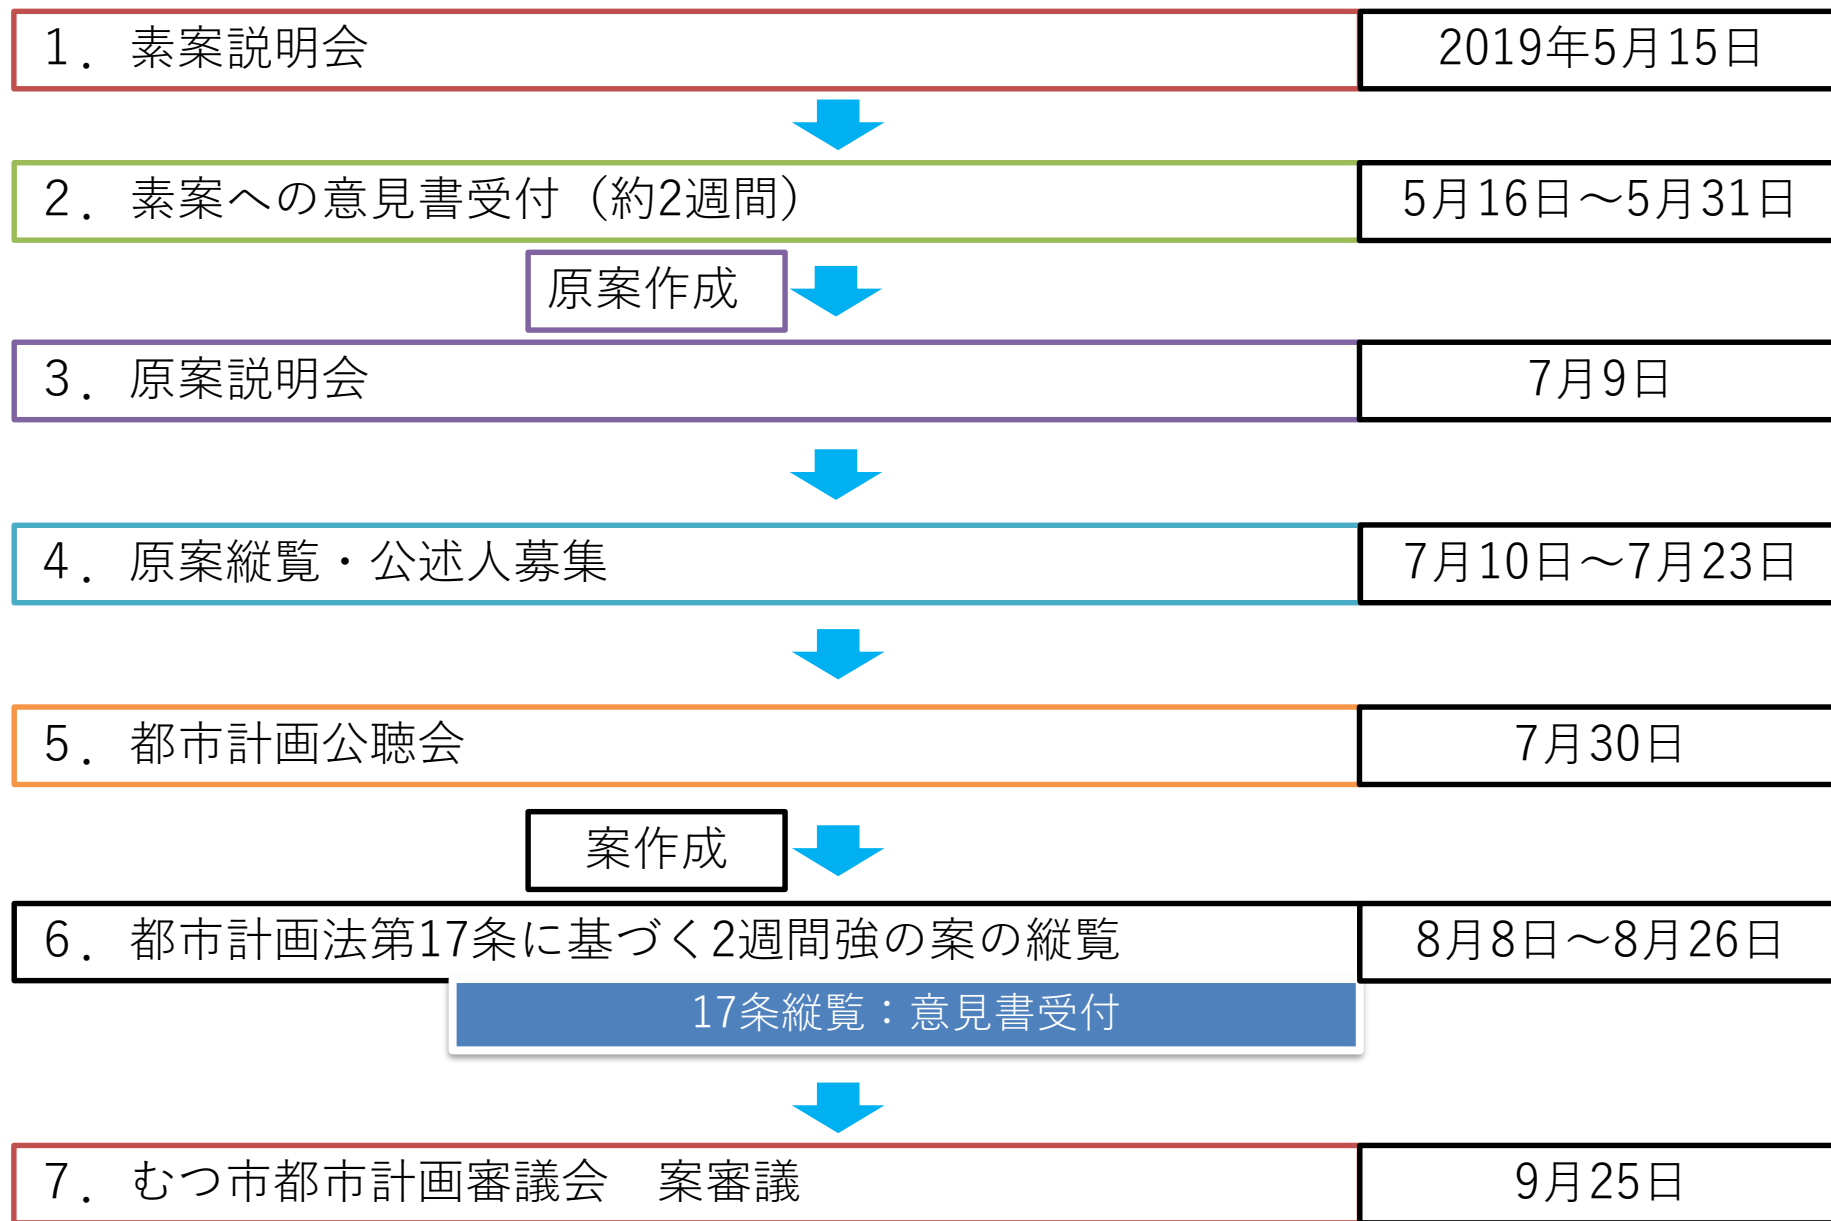 1．素案説明会
2019年5月15日
2．素案への意見書受付（約2週間）
5月16日～5月31日
原案作成
3．原案説明会
7月9日
4．原案縦覧・公述人募集
7月10日～7月23日
5．都市計画公聴会
7月30日
案作成
6．都市計画法第17条に基づく2週間強の案の縦覧
8月8日～8月26日
17条縦覧：意見書受付
7．むつ市都市計画審議会　案審議
9月25日